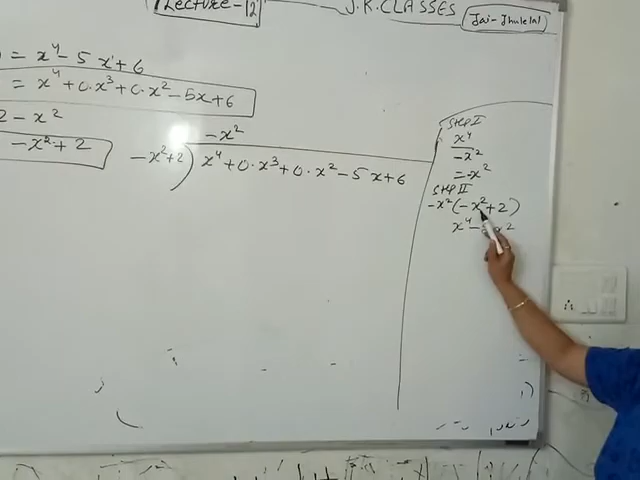 Lecture-12
J.K.CLASSES
Jai-Jhulelal
= x⁴ - 5x + 6
= x⁴ + 0·x³ + 0·x² - 5x + 6
2 - x²
-x² + 2
-x²
-x²+2) x⁴ + 0·x³ + 0·x² - 5x + 6
STEP I
x⁴
-x²
= -x²
STEP II
-x²(-x²+2)
x⁴ - 2x²